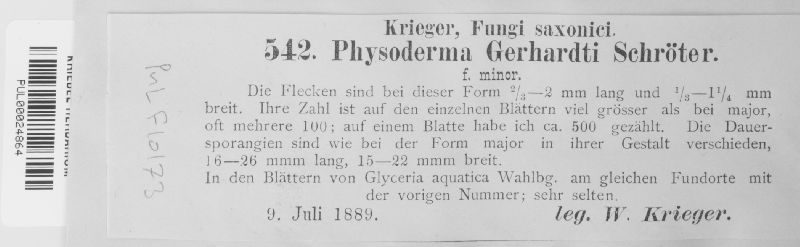 Krieger, Fungi saxonici.
542. Physoderma Gerhardti Schröter.
f. minor.
Die Flecken sind bei dieser Form ²/₃—2 mm lang und ¹/₃—1¹/₄ mm
breit. Ihre Zahl ist auf den einzelnen Blättern viel grösser als bei major,
oft mehrere 100; auf einem Blatte habe ich ca. 500 gezählt. Die Dauer-
sporangien sind wie bei der Form major in ihrer Gestalt verschieden,
16—26 mmm lang, 15—22 mmm breit.
In den Blättern von Glyceria aquatica Wahlbg. am gleichen Fundorte mit
der vorigen Nummer; sehr selten.
9. Juli 1889. leg. W. Krieger.
PUL F10173
PUL00024864